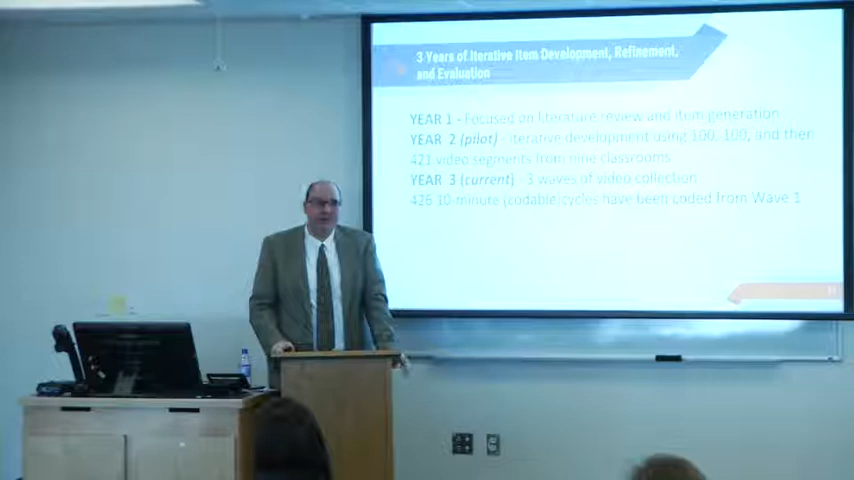 3 Years of Iterative Item Development, Refinement,
and Evaluation
YEAR 1 - Focused on literature review and item generation
YEAR 2 (pilot) - iterative development using 100, 109, and then
421 video segments from nine classrooms
YEAR 3 (current) - 3 waves of video collection
426 10-minute (codable)cycles have been coded from Wave 1